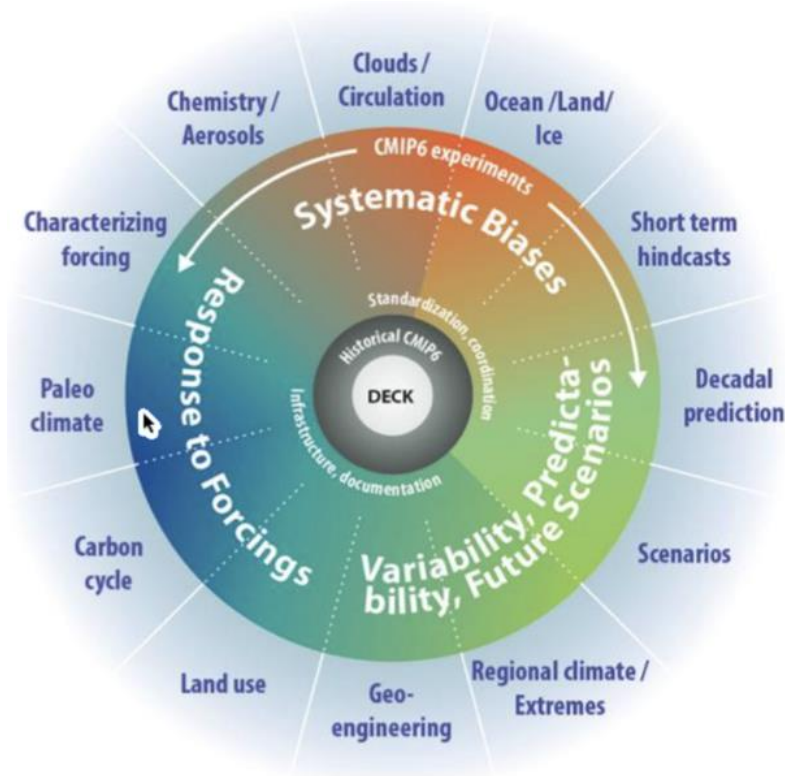 Clouds /
Circulation
Ocean /Land/
Ice
Short term
hindcasts
Decadal
prediction
Scenarios
Regional climate /
Extremes
Geo-
engineering
Land use
Carbon
cycle
Paleo
climate
Characterizing
forcing
Chemistry /
Aerosols
CMIP6 experiments
Systematic Biases
Variability, Predicta-
bility, Future Scenarios
Response to Forcings
Standardization, coordination
Infrastructure, documentation
Historical CMIP6
DECK